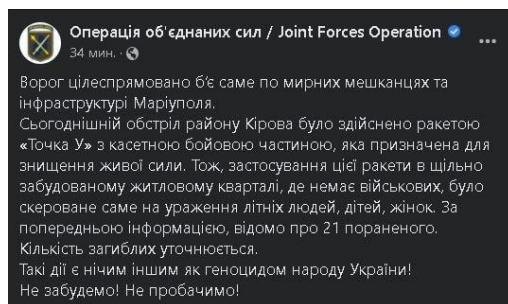 Операція об'єднаних сил / Joint Forces Operation
34 мин. ·
Ворог цілеспрямовано б’є саме по мирних мешканцях та
інфраструктурі Маріуполя.
Сьогоднішній обстріл району Кірова було здійснено ракетою
«Точка У» з касетною бойовою частиною, яка призначена для
знищення живої сили. Тож, застосування цієї ракети в щільно
забудованому житловому кварталі, де немає військових, було
скероване саме на ураження літніх людей, дітей, жінок. За
попередньою інформацією, відомо про 21 пораненого.
Кількість загиблих уточнюється.
Такі дії є нічим іншим як геноцидом народу України!
Не забудемо! Не пробачимо!